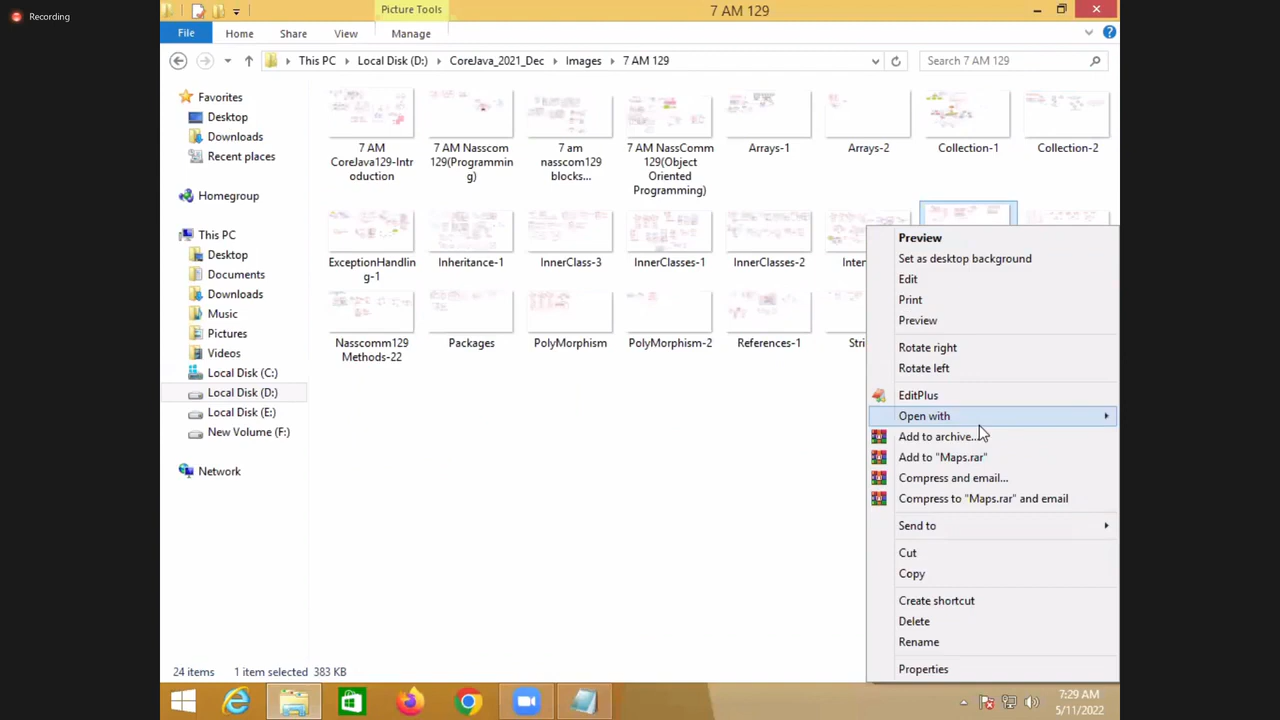 Recording
Picture Tools
7 AM 129
File
Home
Share
View
Manage
This PC
Local Disk (D:)
CoreJava_2021_Dec
Images
7 AM 129
Search 7 AM 129
Favorites
Desktop
Downloads
Recent places
Homegroup
This PC
Desktop
Documents
Downloads
Music
Pictures
Videos
Local Disk (C:)
Local Disk (D:)
Local Disk (E:)
New Volume (F:)
Network
7 AM
CoreJava129-Intr
oduction
7 AM Nasscom
129(Programmin
g)
7 am
nasscom129
blocks...
7 AM NassComm
129(Object
Oriented
Programming)
Arrays-1
Arrays-2
Collection-1
Collection-2
ExceptionHandlin
g-1
Inheritance-1
InnerClass-3
InnerClasses-1
InnerClasses-2
Inter
Nasscomm129
Methods-22
Packages
PolyMorphism
PolyMorphism-2
References-1
Stri
Preview
Set as desktop background
Edit
Print
Preview
Rotate right
Rotate left
EditPlus
Open with
Add to archive...
Add to "Maps.rar"
Compress and email...
Compress to "Maps.rar" and email
Send to
Cut
Copy
Create shortcut
Delete
Rename
Properties
24 items
1 item selected 383 KB
7:29 AM
5/11/2022